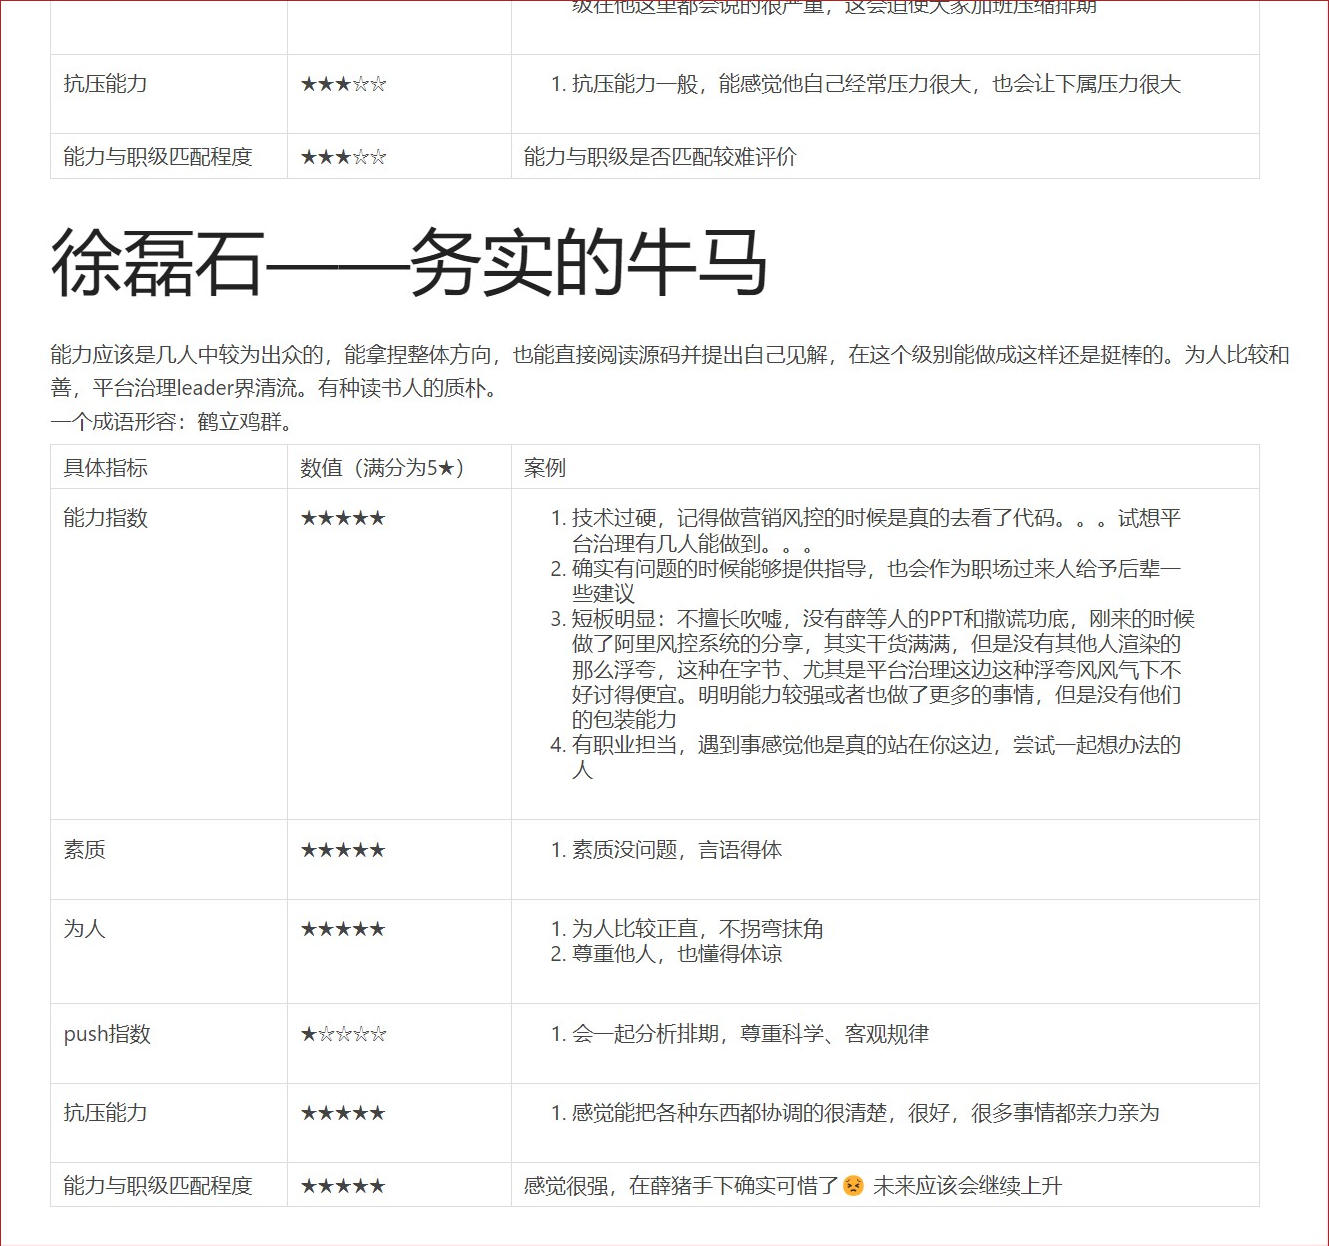 级在他这里都会说的很严重，这会迫使大家加班压缩排期
抗压能力 ★★★☆☆ 1. 抗压能力一般，能感觉他自己经常压力很大，也会让下属压力很大
能力与职级匹配程度 ★★★☆☆ 能力与职级是否匹配较难评价
徐磊石——务实的牛马
能力应该是几人中较为出众的，能拿捏整体方向，也能直接阅读源码并提出自己见解，在这个级别能做成这样还是挺棒的。为人比较和
善，平台治理leader界清流。有种读书人的质朴。
一个成语形容：鹤立鸡群。
具体指标 数值（满分为5★） 案例
能力指数 ★★★★★ 1. 技术过硬，记得做营销风控的时候是真的去看了代码。。。试想平
台治理有几人能做到。。。
2. 确实有问题的时候能够提供指导，也会作为职场过来人给予后辈一
些建议
3. 短板明显：不擅长吹嘘，没有薛等人的PPT和撒谎功底，刚来的时候
做了阿里风控系统的分享，其实干货满满，但是没有其他人渲染的
那么浮夸，这种在字节、尤其是平台治理这边这种浮夸风风气下不
好讨得便宜。明明能力较强或者也做了更多的事情，但是没有他们
的包装能力
4. 有职业担当，遇到事感觉他是真的站在你这边，尝试一起想办法的
人
素质 ★★★★★ 1. 素质没问题，言语得体
为人 ★★★★★ 1. 为人比较正直，不拐弯抹角
2. 尊重他人，也懂得体谅
push指数 ★☆☆☆☆ 1. 会一起分析排期，尊重科学、客观规律
抗压能力 ★★★★★ 1. 感觉能把各种东西都协调的很清楚，很好，很多事情都亲力亲为
能力与职级匹配程度 ★★★★★ 感觉很强，在薛猪手下确实可惜了😣 未来应该会继续上升